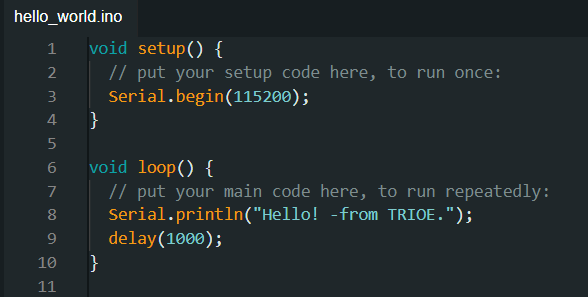 hello_world.ino
1 void setup() {
2 // put your setup code here, to run once:
3 Serial.begin(115200);
4 }
5
6 void loop() {
7 // put your main code here, to run repeatedly:
8 Serial.println("Hello! -from TRIOE.");
9 delay(1000);
10 }
11